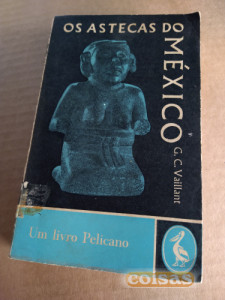 OS ASTECAS DO
MÉXICO
G. C. Vaillant
Um livro Pelicano
coisas